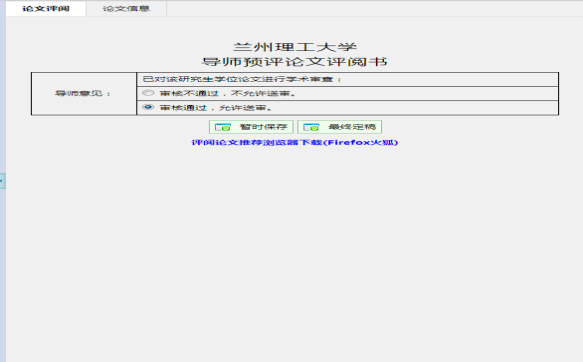 论文评阅 论文信息
兰州理工大学
导师预评论文评阅书
已对该研究生学位论文进行学术审查：
导师意见：
审核不通过，不允许送审。
审核通过，允许送审。
暂时保存 最终定稿
评阅论文推荐浏览器下载(Firefox火狐)